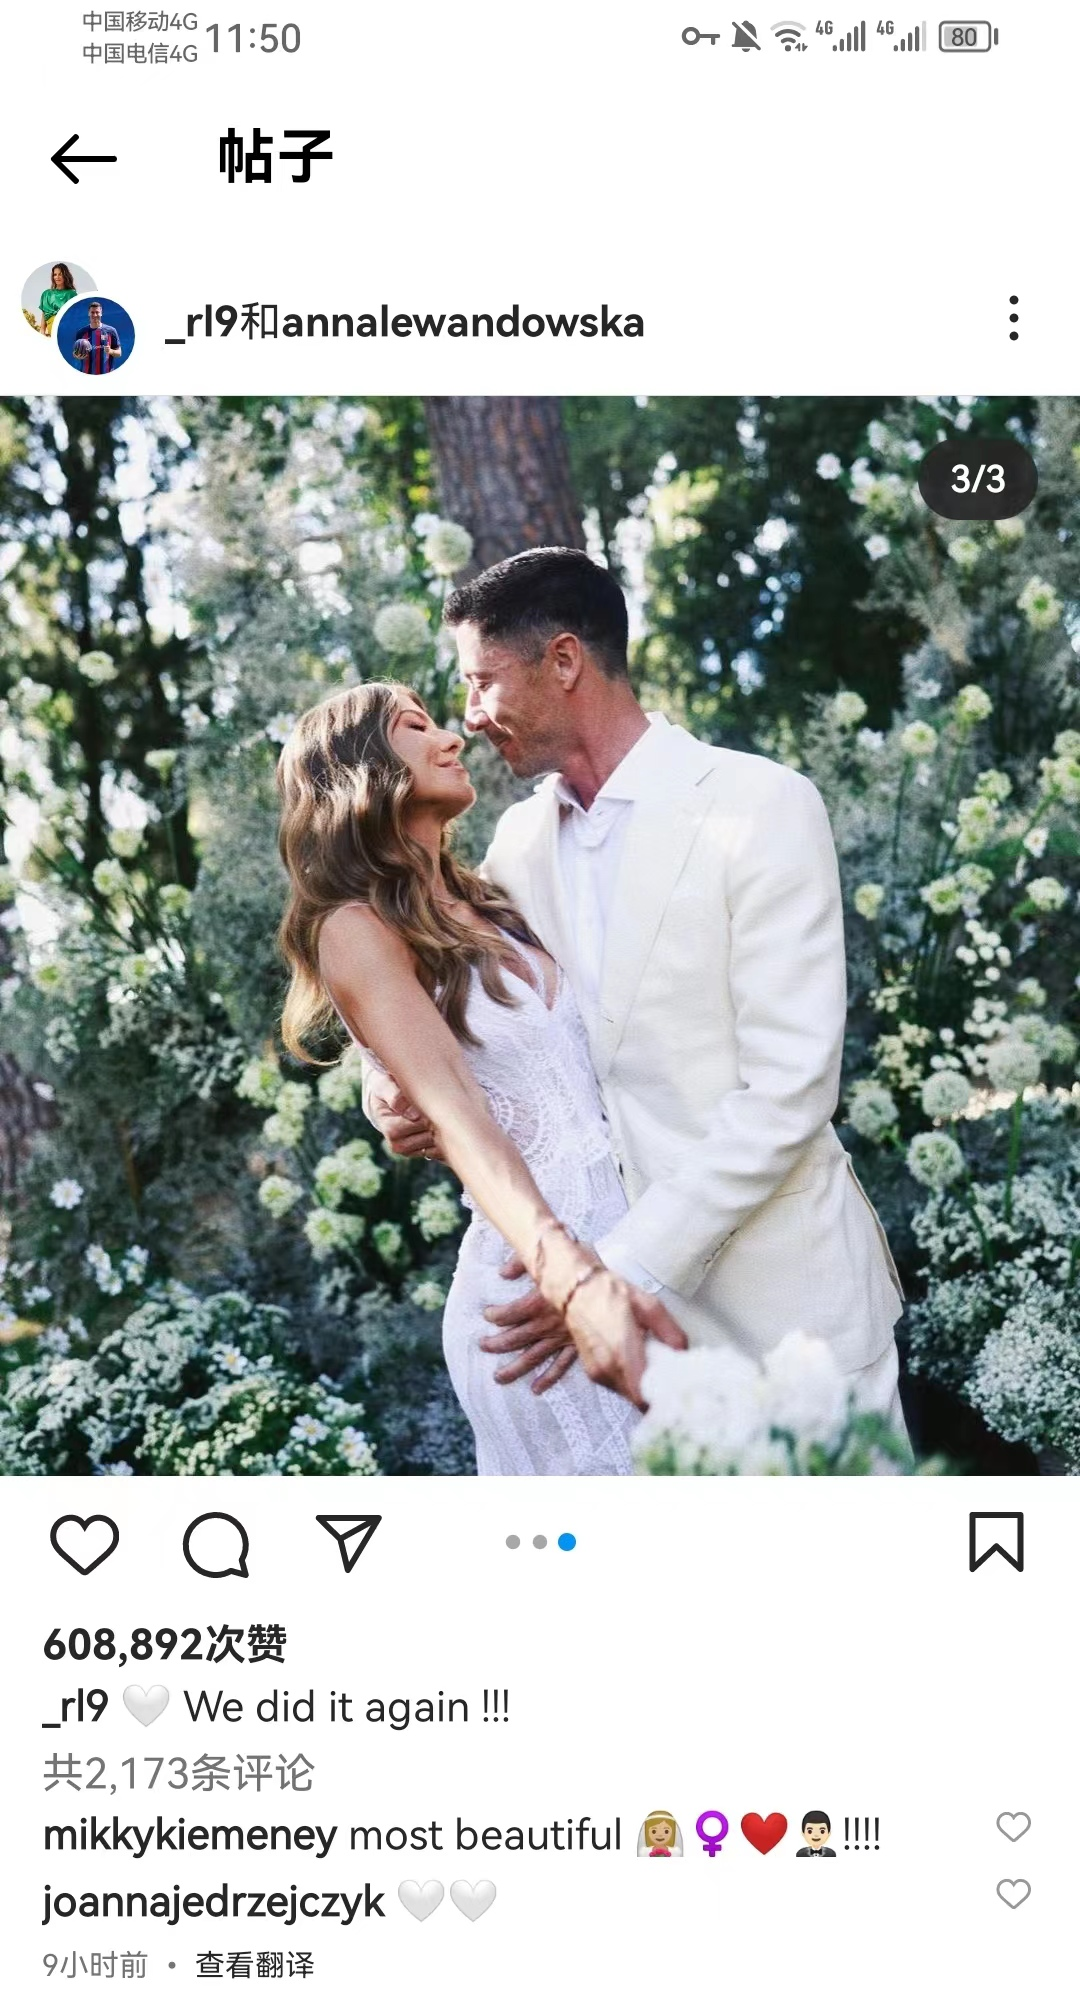 中国移动4G
中国电信4G
11:50
4G
4G
80
帖子
_rl9和annalewandowska
3/3
608,892次赞
_rl9 🤍 We did it again !!!
共2,173条评论
mikkykiemeney most beautiful 👰🏼‍♀️❤️🤵🏻‍♂️!!!!
joannajedrzejczyk 🤍🤍
9小时前 • 查看翻译